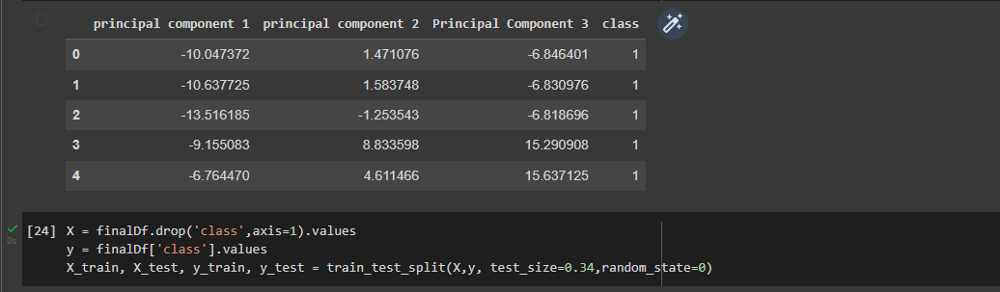 principal component 1 principal component 2 Principal Component 3 class
0 -10.047372 1.471076 -6.846401 1
1 -10.637725 1.583748 -6.830976 1
2 -13.516185 -1.253543 -6.818696 1
3 -9.155083 8.833598 15.290908 1
4 -6.764470 4.611466 15.637125 1
[24] X = finalDf.drop('class',axis=1).values
0s y = finalDf['class'].values
X_train, X_test, y_train, y_test = train_test_split(X,y, test_size=0.34,random_state=0)